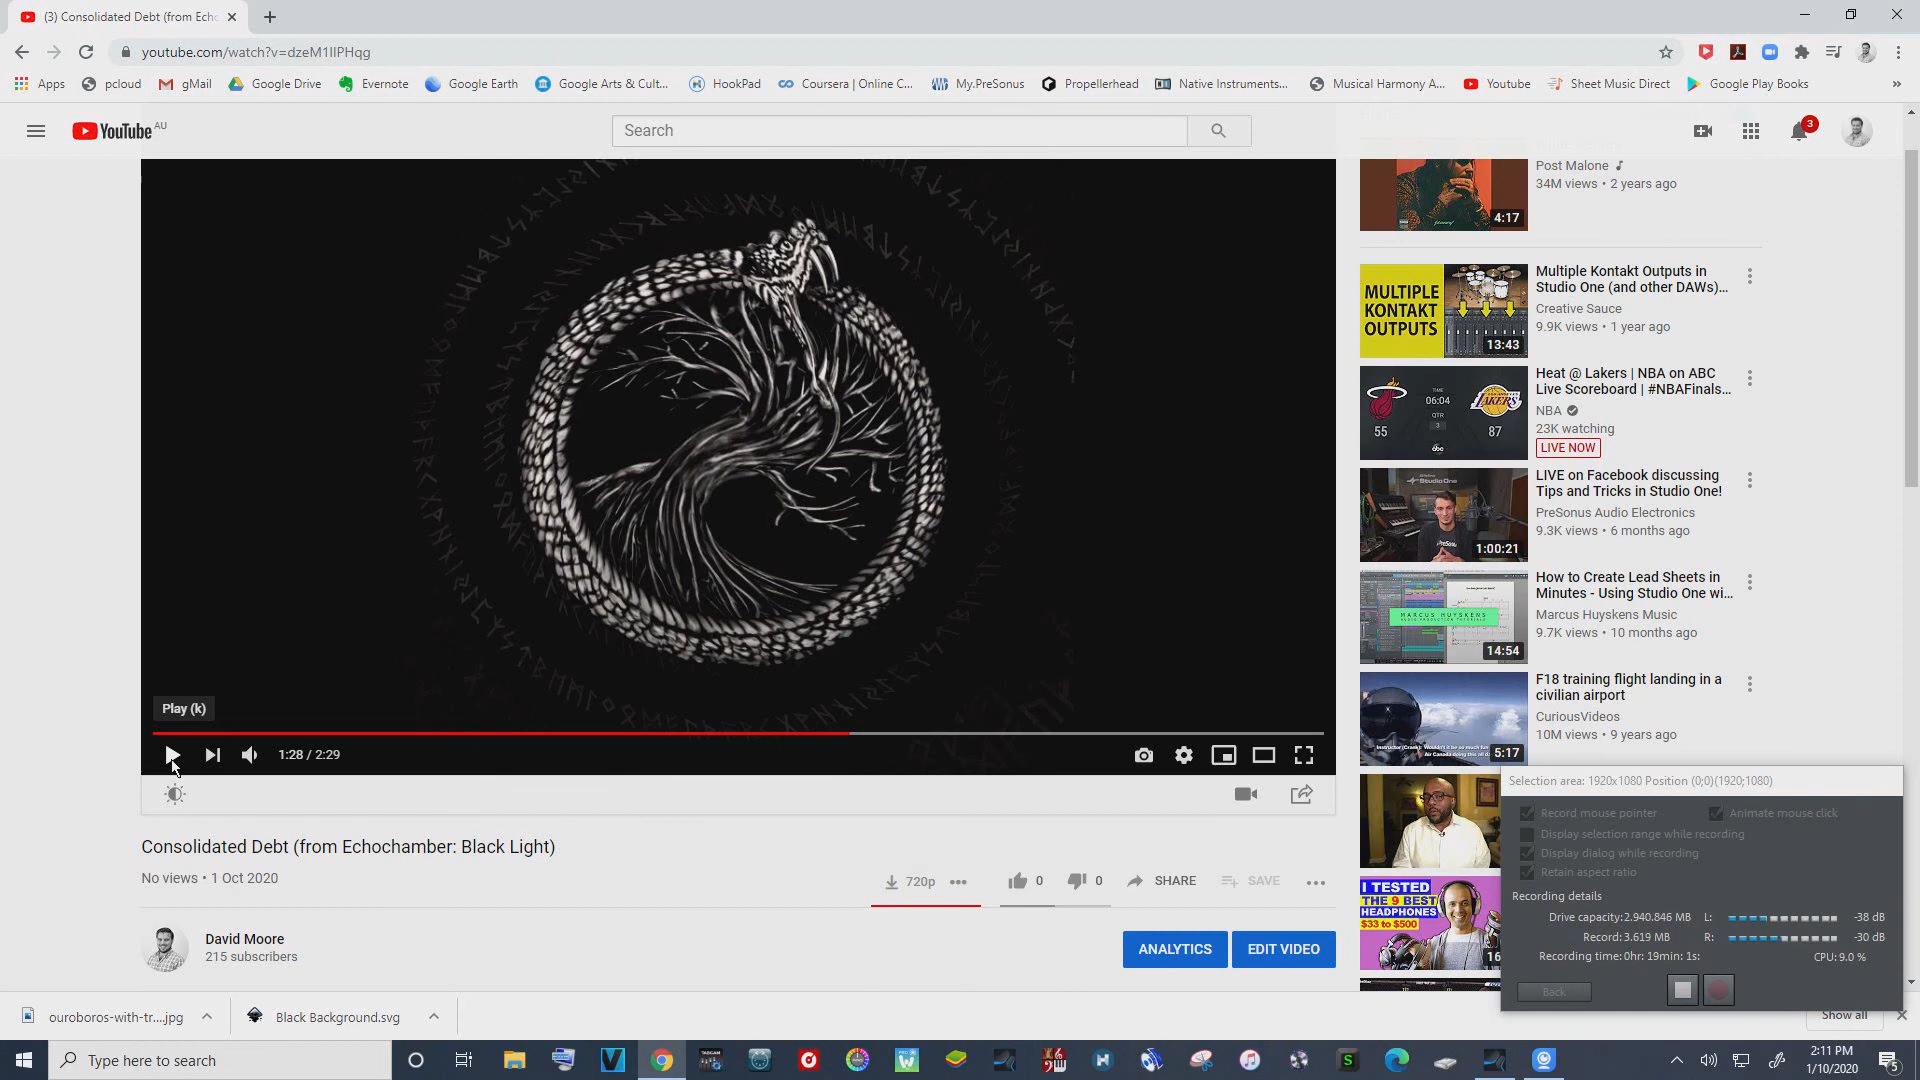 (3) Consolidated Debt (from Echo
youtube.com/watch?v=dzeM1IIPHqg
Apps
pcloud
gMail
Google Drive
Evernote
Google Earth
Google Arts & Cult...
HookPad
Coursera | Online C...
My.PreSonus
Propellerhead
Native Instruments...
Musical Harmony A...
Youtube
Sheet Music Direct
Google Play Books
»
YouTube AU
Search
3
Post Malone
34M views • 2 years ago
4:17
MULTIPLE
KONTAKT
OUTPUTS
13:43
Multiple Kontakt Outputs in
Studio One (and other DAWs)...
Creative Sauce
9.9K views • 1 year ago
TIME
06:04
QTR
3
55
87
abc
LAKERS
Heat @ Lakers | NBA on ABC
Live Scoreboard | #NBAFinals...
NBA
23K watching
LIVE NOW
Studio One
PreSonus
1:00:21
LIVE on Facebook discussing
Tips and Tricks in Studio One!
PreSonus Audio Electronics
9.3K views • 6 months ago
MARCUS HUYSKENS
14:54
How to Create Lead Sheets in
Minutes - Using Studio One wi...
Marcus Huyskens Music
9.7K views • 10 months ago
5:17
F18 training flight landing in a
civilian airport
CuriousVideos
10M views • 9 years ago
Play (k)
1:28 / 2:29
Consolidated Debt (from Echochamber: Black Light)
No views • 1 Oct 2020
720p
0
0
SHARE
SAVE
David Moore
215 subscribers
ANALYTICS
EDIT VIDEO
I TESTED
THE 9 BEST
HEADPHONES
$33 to $500
16
Selection area: 1920x1080 Position (0;0)(1920;1080)
Record mouse pointer
Animate mouse click
Display selection range while recording
Display dialog while recording
Retain aspect ratio
Recording details
Drive capacity:2.940.846 MB
L:
-38 dB
Record:3.619 MB
R:
-30 dB
Recording time:0hr: 19min: 1s:
CPU: 9.0 %
Back
ouroboros-with-tr....jpg
Black Background.svg
Show all
Type here to search
2:11 PM
1/10/2020
5